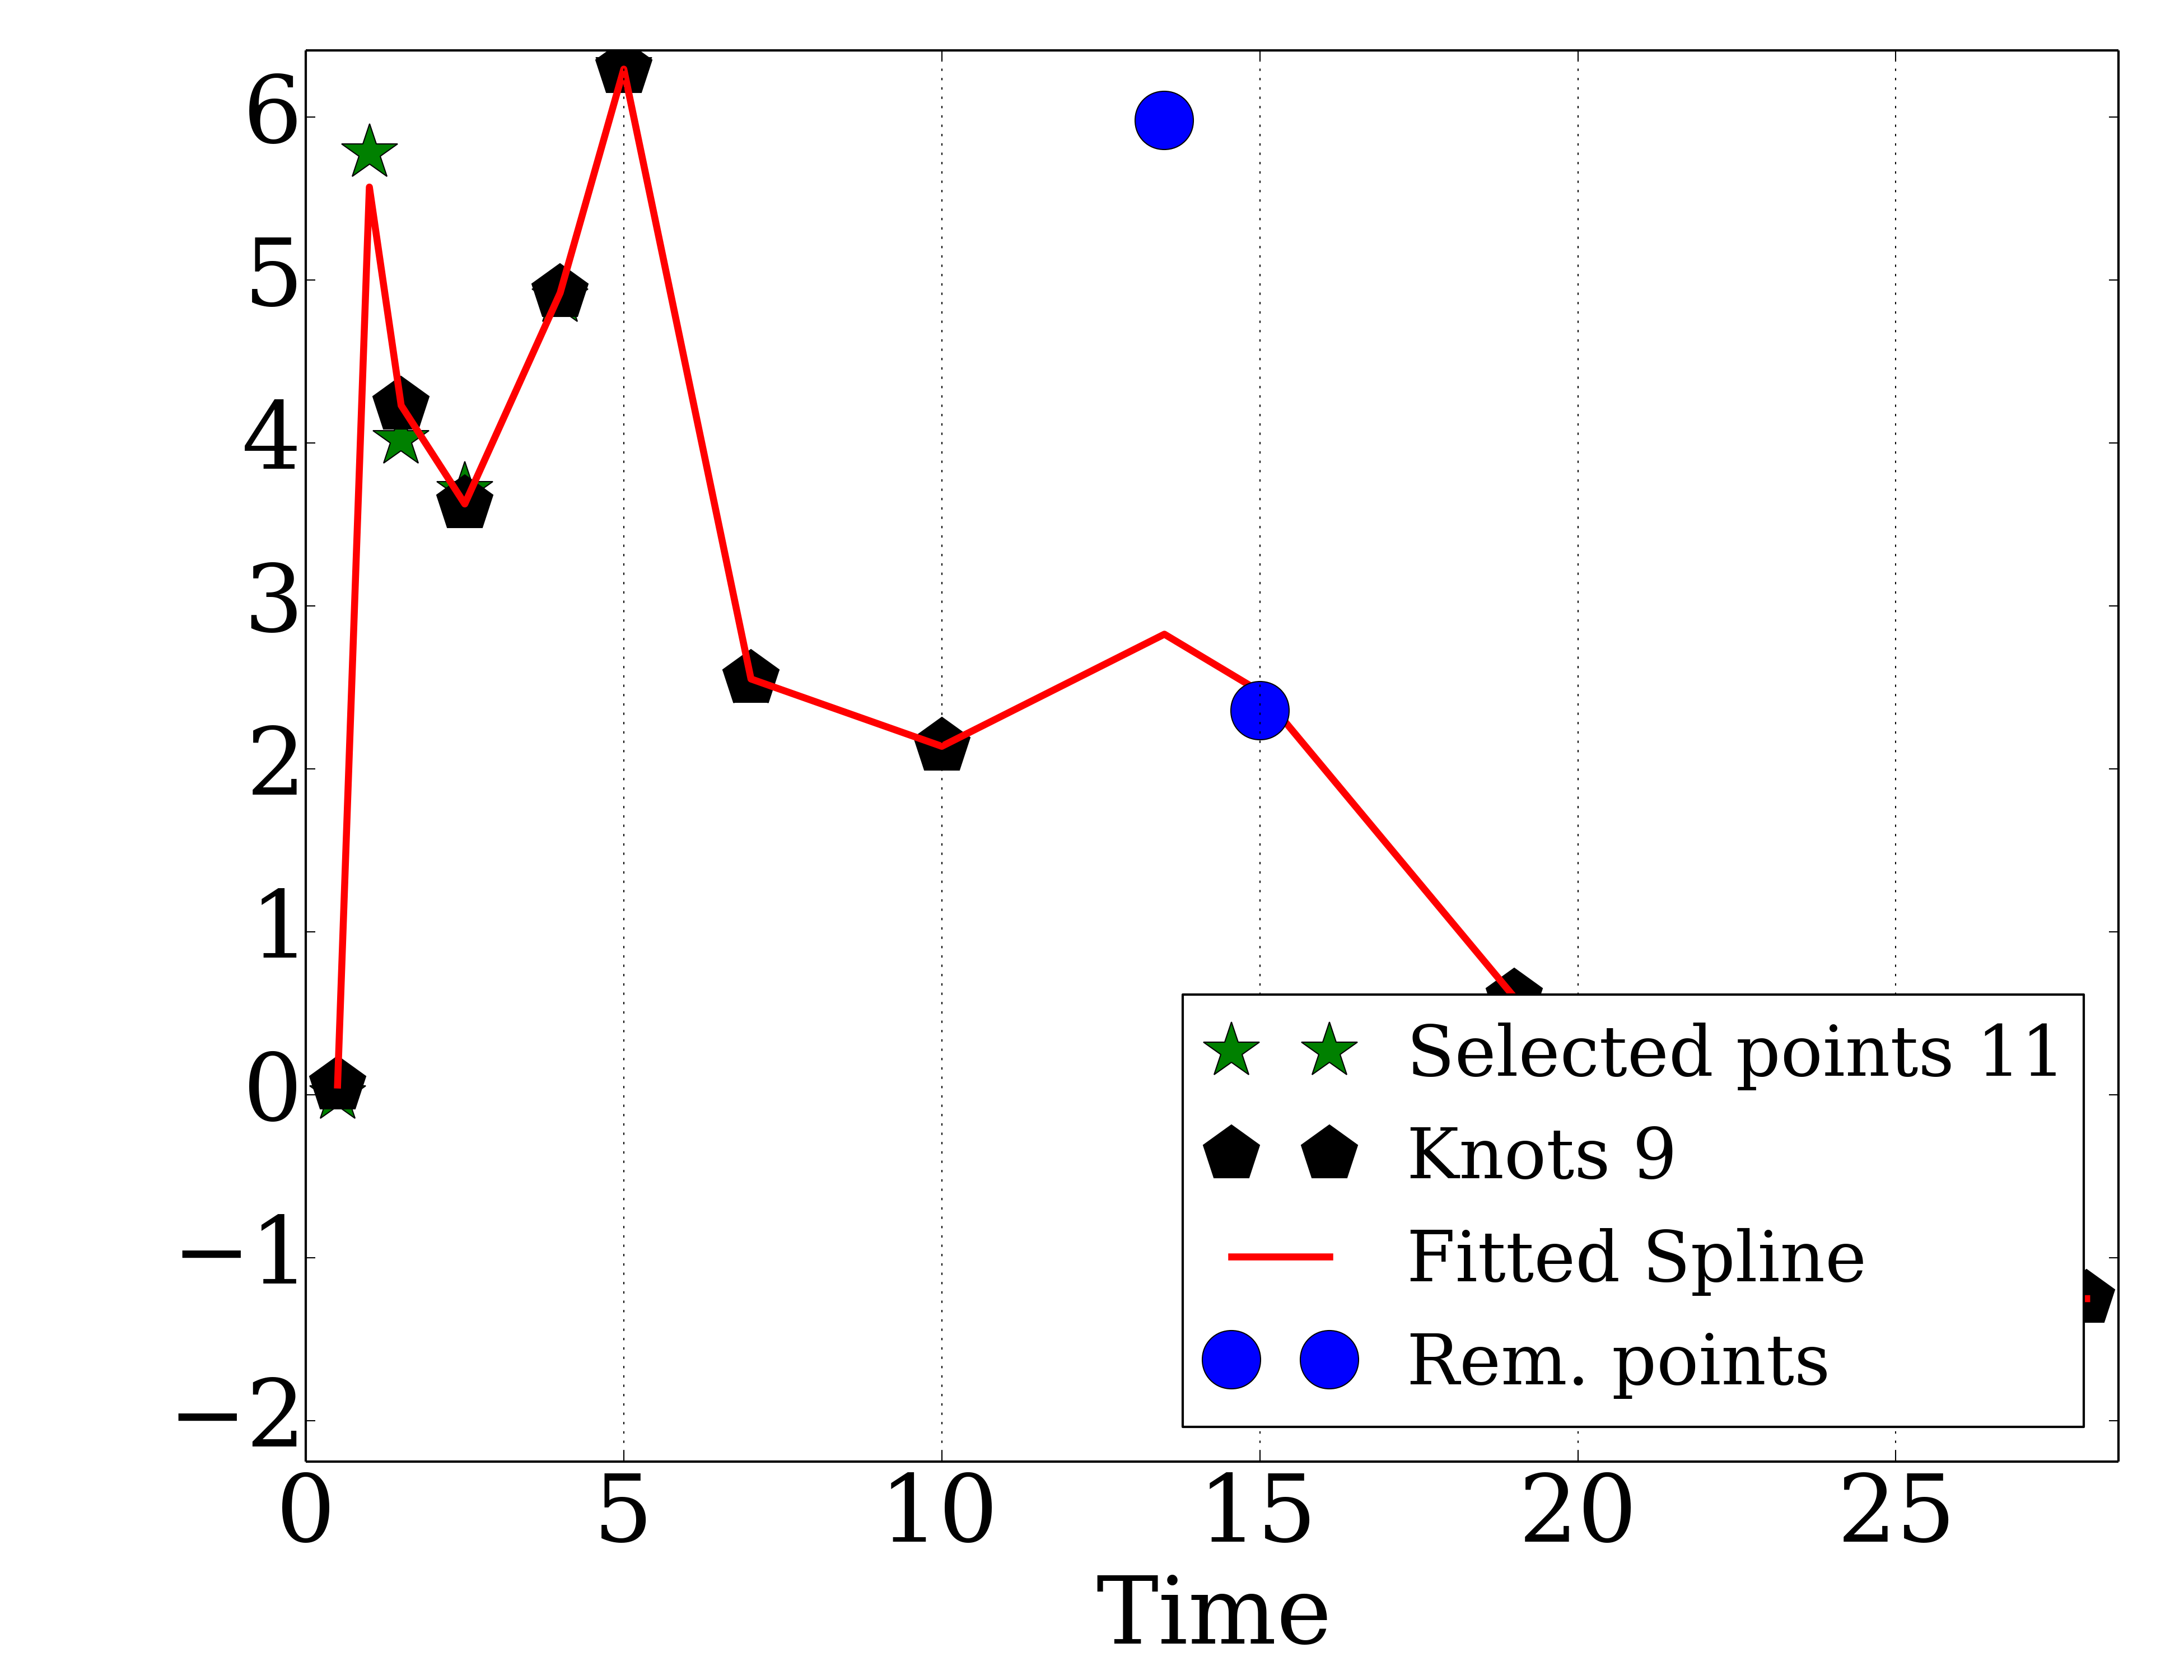 6
5
4
3
2
1
0
−1
−2
Selected points 11
Knots 9
Fitted Spline
Rem. points
0 5 10 15 20 25
Time